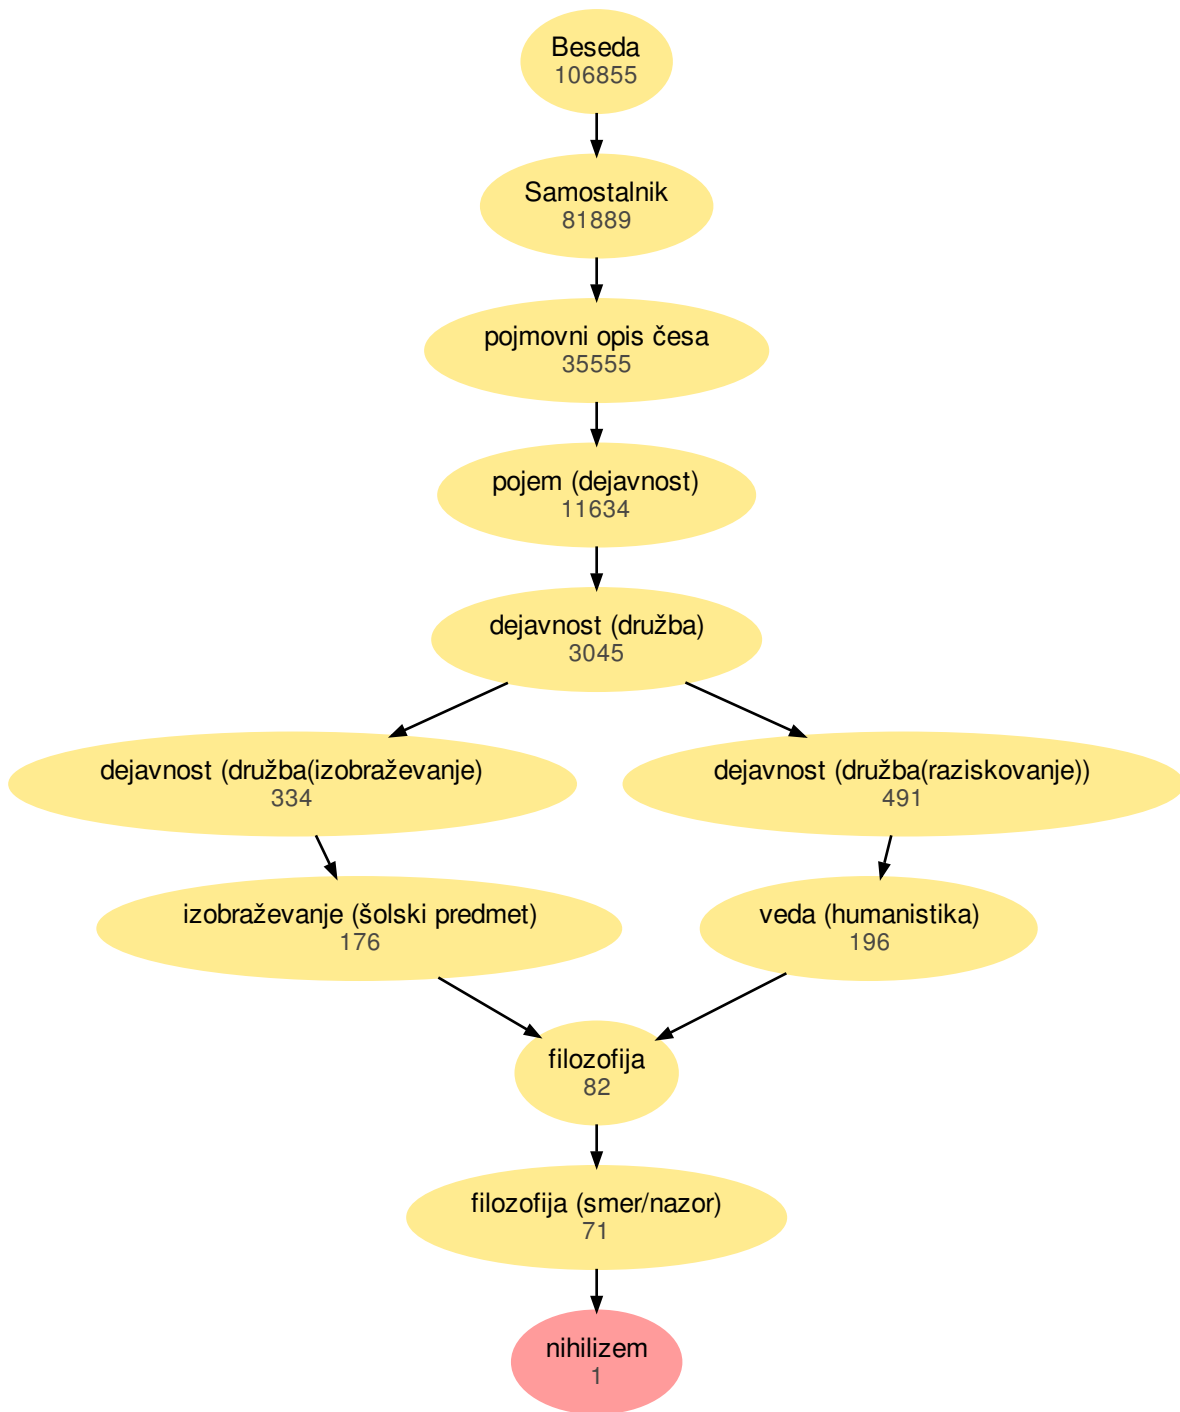 Beseda
106855
Samostalnik
81889
pojmovni opis česa
35555
pojem (dejavnost)
11634
dejavnost (družba)
3045
dejavnost (družba(izobraževanje)
334
dejavnost (družba(raziskovanje))
491
izobraževanje (šolski predmet)
176
veda (humanistika)
196
filozofija
82
filozofija (smer/nazor)
71
nihilizem
1